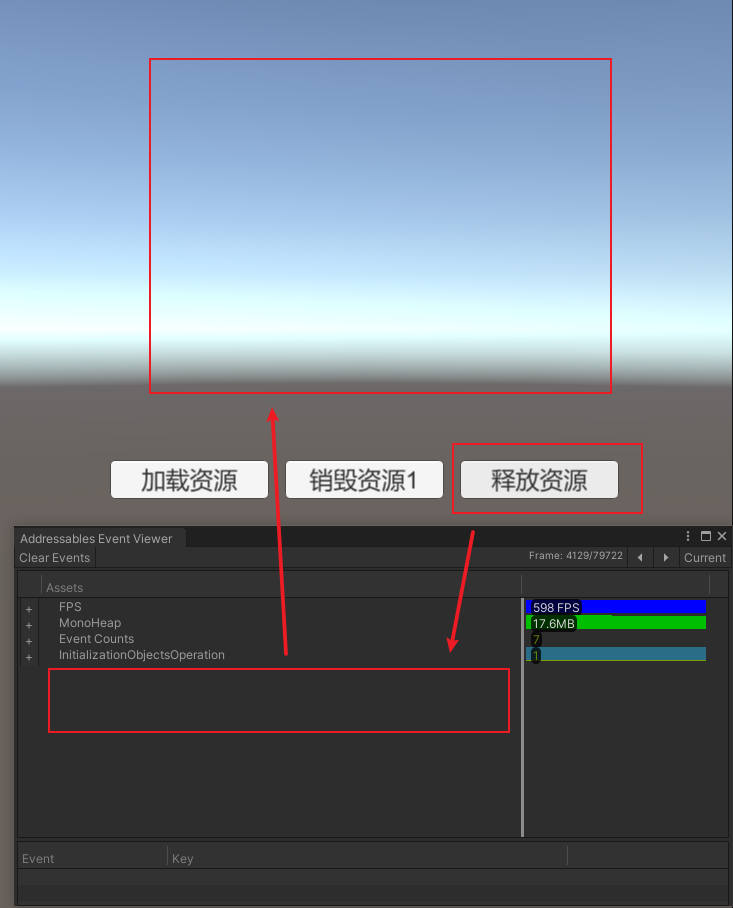 加载资源
销毁资源1
释放资源
Addressables Event Viewer
Clear Events
Frame: 4129/79722
Current
Assets
FPS
598 FPS
MonoHeap
17.6MB
Event Counts
7
InitializationObjectsOperation
1
Event
Key